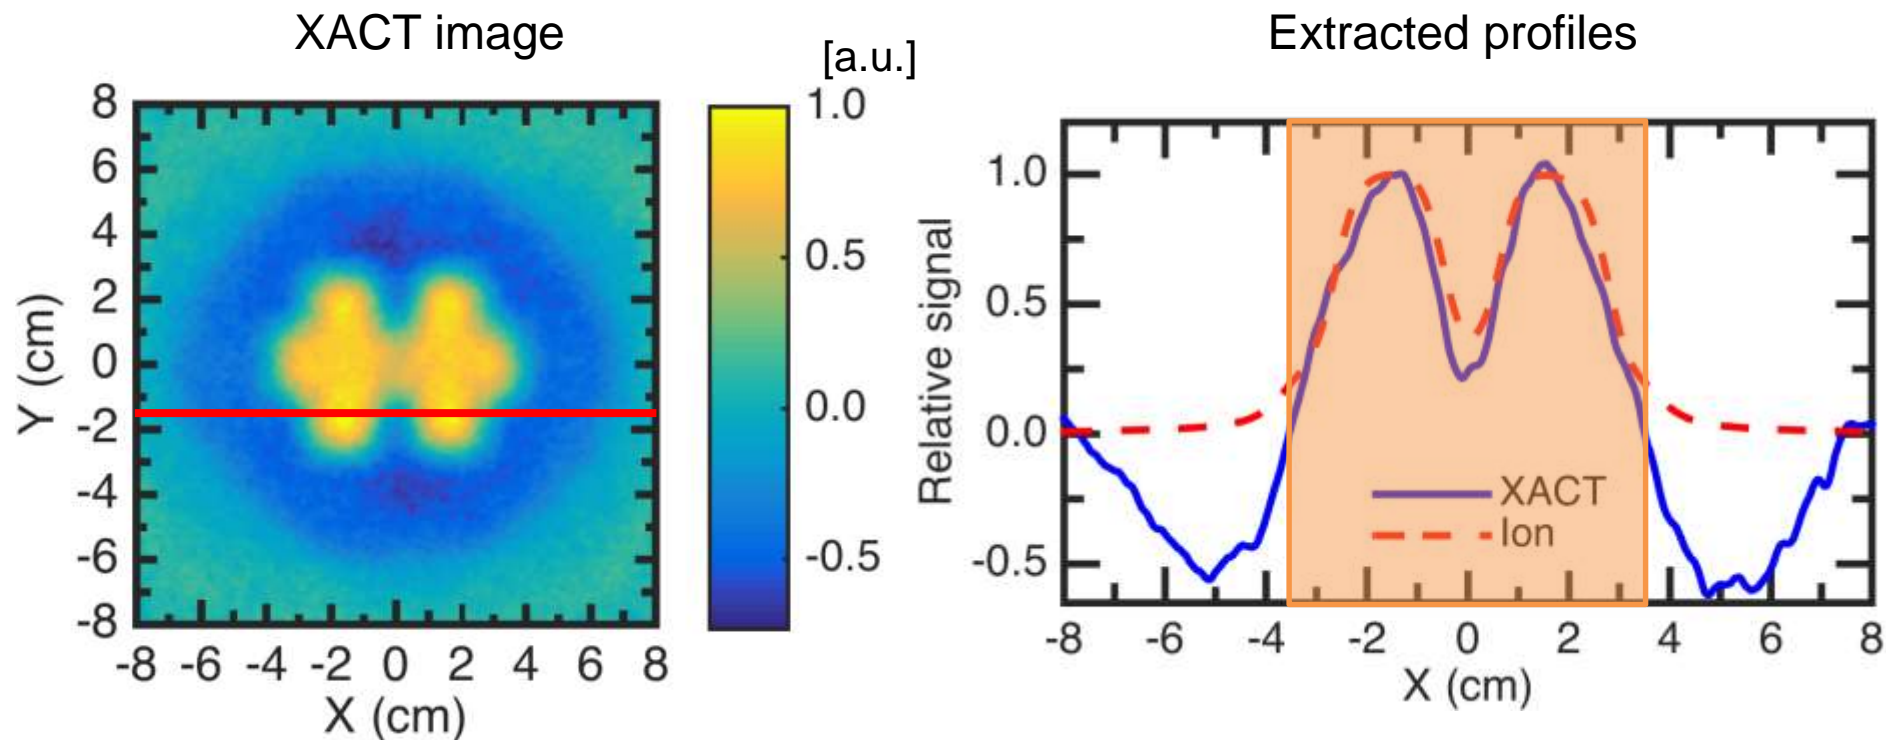 XACT image
[a.u.]
8
6
4
2
0
-2
-4
-6
-8
Y (cm)
-8 -6 -4 -2 0 2 4 6 8
X (cm)
1.0
0.5
0.0
-0.5
Extracted profiles
1.0
0.5
0.0
-0.5
Relative signal
XACT
Ion
-8 -6 -4 -2 0 2 4 6 8
X (cm)